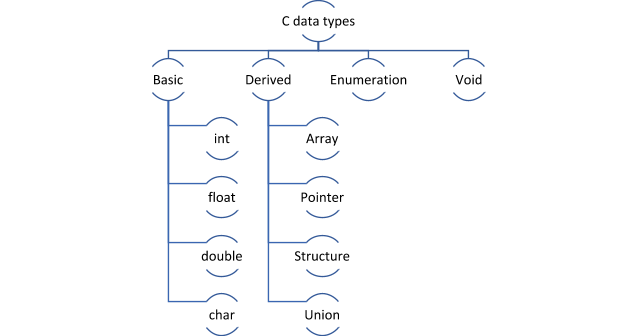 C data types
Basic
Derived
Enumeration
Void
int
Array
float
Pointer
double
Structure
char
Union